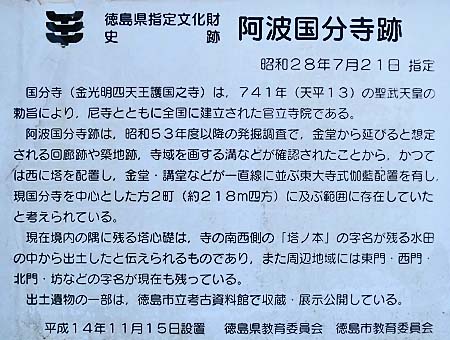 徳島県指定文化財
史跡 阿波国分寺跡
昭和28年7月21日 指定
国分寺（金光明四天王護国之寺）は，741年（天平13）の聖武天皇の
勅旨により，尼寺とともに全国に建立された官立寺院である。
阿波国分寺跡は，昭和53年度以降の発掘調査で，金堂から延びると想定
される回廊跡や築地跡，寺域を画する溝などが確認されたことから，かつて
は西に塔を配置し，金堂・講堂などが一直線に並ぶ東大寺式伽藍配置を有し，
現国分寺を中心とした方2町（約218m四方）に及ぶ範囲に存在していた
と考えられている。
現在境内の隅に残る塔心礎は，寺の南西側の「塔ノ本」の字名が残る水田
の中から出土したと伝えられるものであり，また周辺地域には東門・西門・
北門・坊などの字名が現在も残っている。
出土遺物の一部は，徳島市立考古資料館で収蔵・展示公開している。
平成14年11月15日設置 徳島県教育委員会 徳島市教育委員会